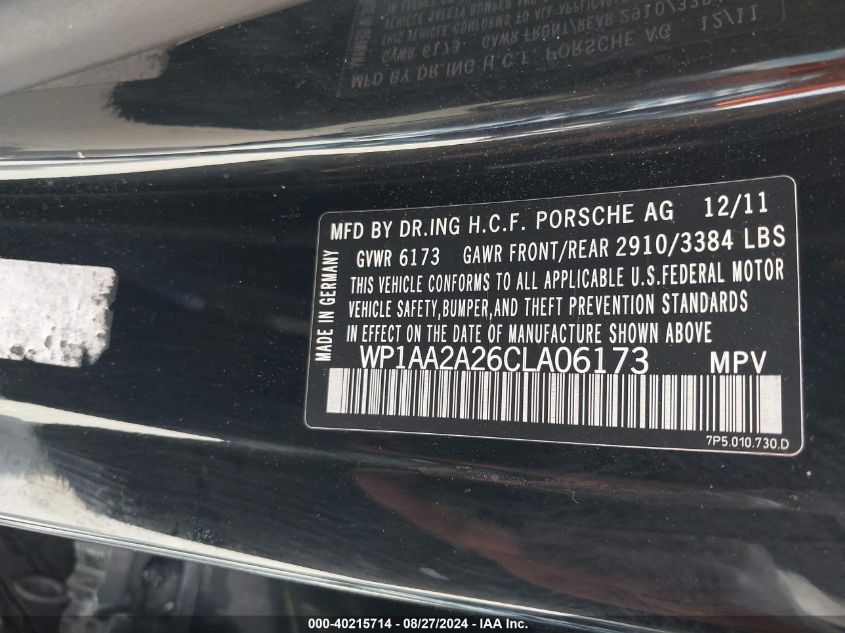 MFD BY DR.ING H.C.F. PORSCHE AG 12/11
GVWR 6173 GAWR FRONT/REAR 2910/3384 LBS
THIS VEHICLE CONFORMS TO ALL APPLICABLE U.S.FEDERAL MOTOR
VEHICLE SAFETY,BUMPER,AND THEFT PREVENTION STANDARDS
IN EFFECT ON THE DATE OF MANUFACTURE SHOWN ABOVE
MADE IN GERMANY
WP1AA2A26CLA06173 MPV
7P5.010.730.D
000-40215714 - 08/27/2024 - IAA Inc.